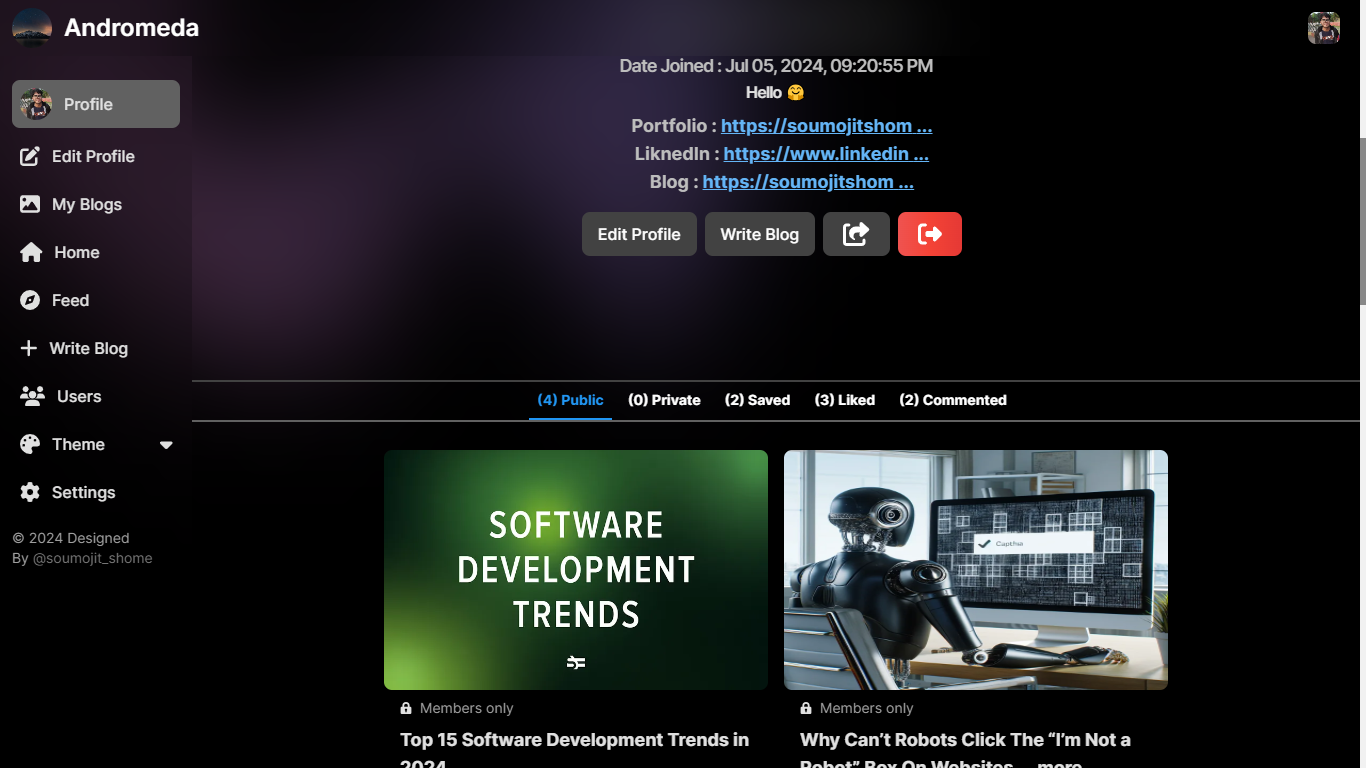 Andromeda
Profile
Edit Profile
My Blogs
Home
Feed
Write Blog
Users
Theme
Settings
© 2024 Designed
By @soumojit_shome
Date Joined : Jul 05, 2024, 09:20:55 PM
Hello 🤗
Portfolio : https://soumojitshom ...
LiknedIn : https://www.linkedin ...
Blog : https://soumojitshom ...
Edit Profile Write Blog
(4) Public (0) Private (2) Saved (3) Liked (2) Commented
SOFTWARE
DEVELOPMENT
TRENDS
Members only
Top 15 Software Development Trends in
2024
Captha
Members only
Why Can’t Robots Click The “I’m Not a
Robot” Box On Websites ... more